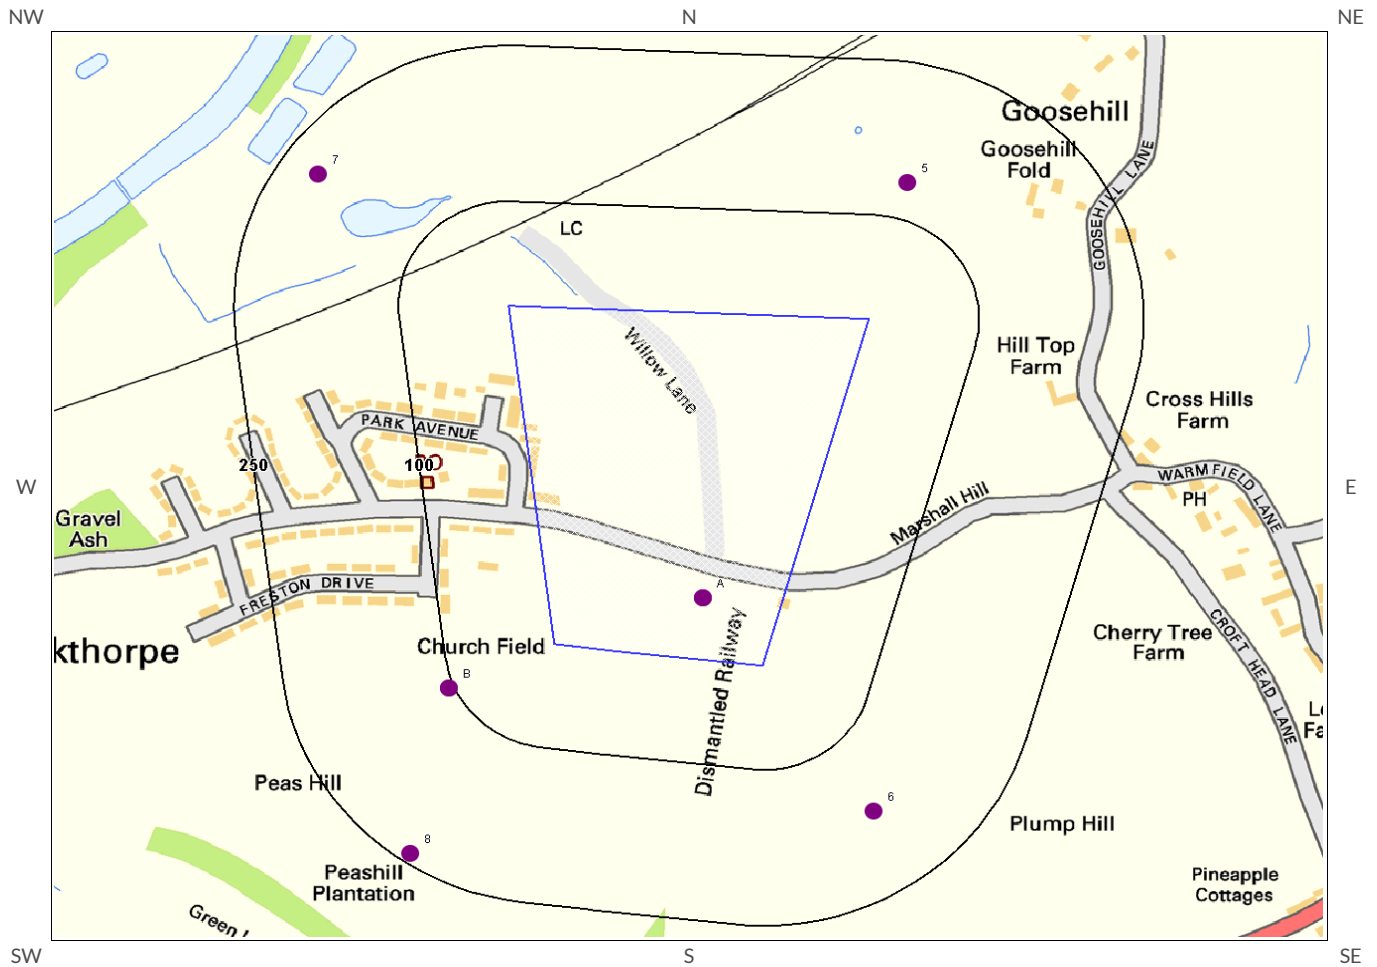 NW
N
NE
Goosehill
Goosehill
Fold
GOOSEHILL LANE
7
5
LC
Willow Lane
Hill Top
Farm
Cross Hills
Farm
PARK AVENUE
250
100
W
E
WARMFIELD LANE
PH
Gravel
Ash
Marshall Hill
FRESTON DRIVE
A
CROFT HEAD LANE
Cherry Tree
Farm
kthorpe
Church Field
Dismantled Railway
B
L
Fa
Peas Hill
6
Plump Hill
8
Peashill
Plantation
Pineapple
Cottages
Green
SW
S
SE